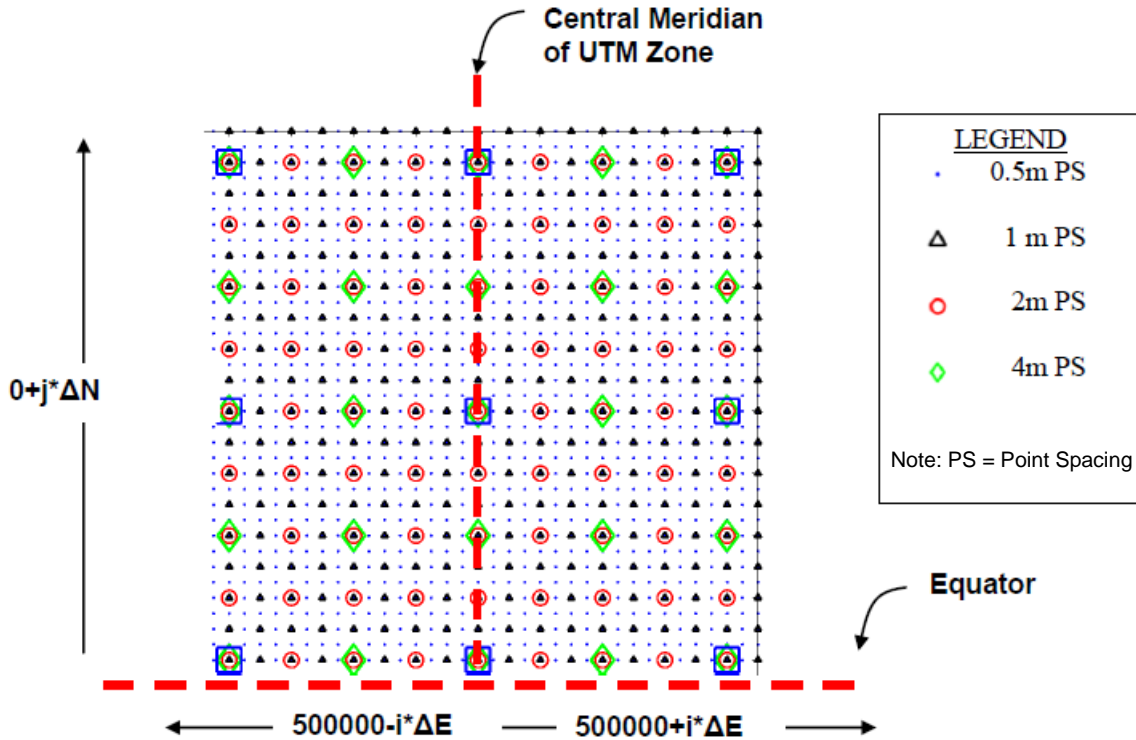 Central Meridian
of UTM Zone
LEGEND
0.5m PS
1 m PS
2m PS
4m PS
Note: PS = Point Spacing
0+j*ΔN
Equator
500000-i*ΔE
500000+i*ΔE